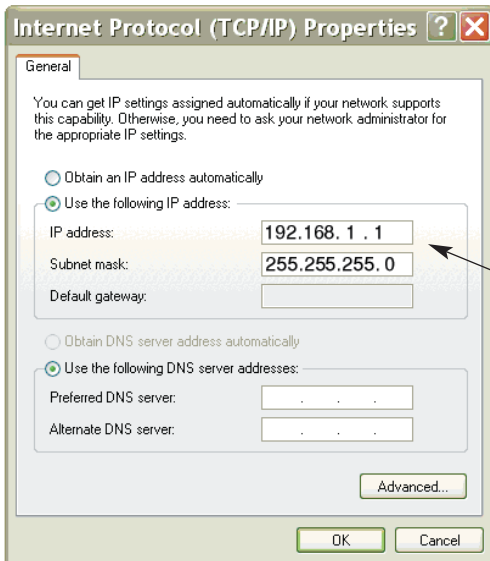 Internet Protocol (TCP/IP) Properties
General
You can get IP settings assigned automatically if your network supports
this capability. Otherwise, you need to ask your network administrator for
the appropriate IP settings.
Obtain an IP address automatically
Use the following IP address:
IP address: 192.168. 1 . 1
Subnet mask: 255.255.255. 0
Default gateway:
Obtain DNS server address automatically
Use the following DNS server addresses:
Preferred DNS server: . . .
Alternate DNS server: . . .
Advanced...
OK Cancel